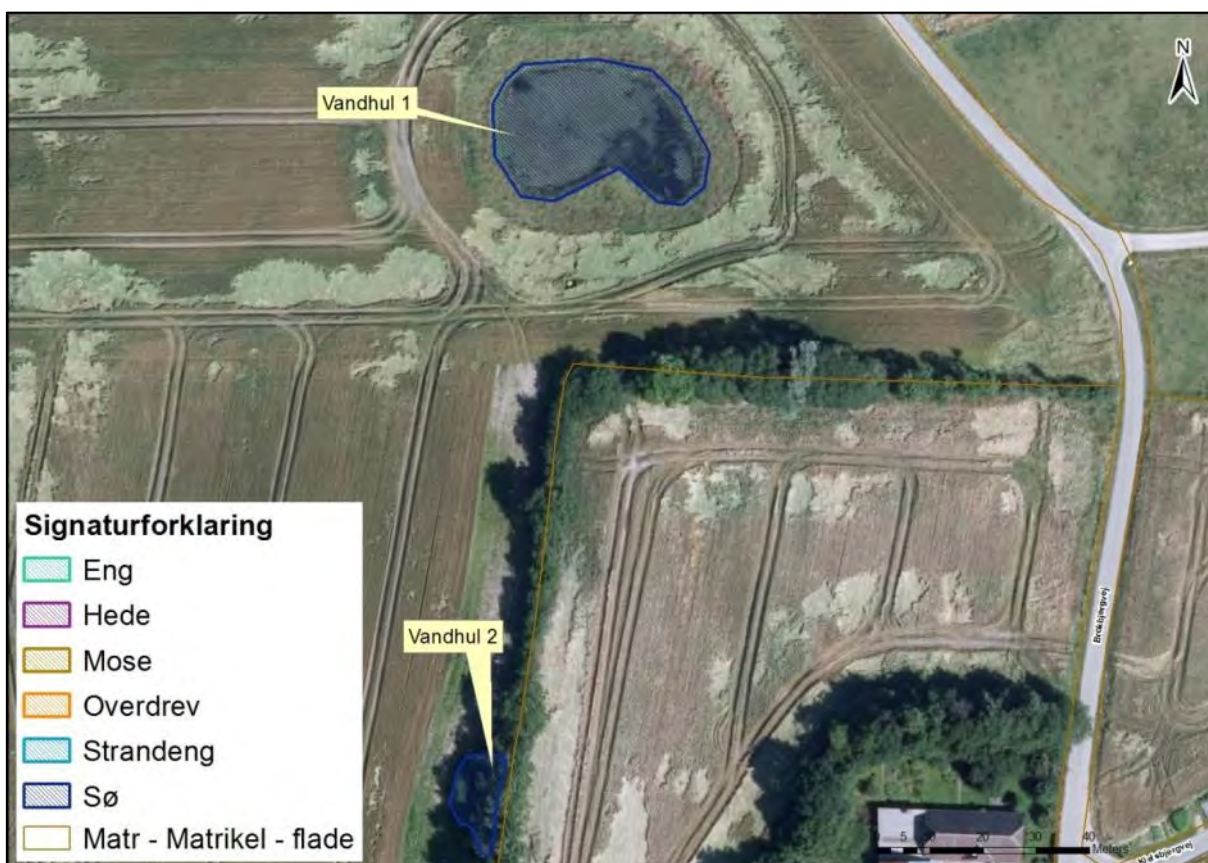 N
Vandhul 1
Vandhul 2
Brokbjergvej
Signaturforklaring
Eng
Hede
Mose
Overdrev
Strandeng
Sø
Matr - Matrikel - flade
5 20 30 40
Meters